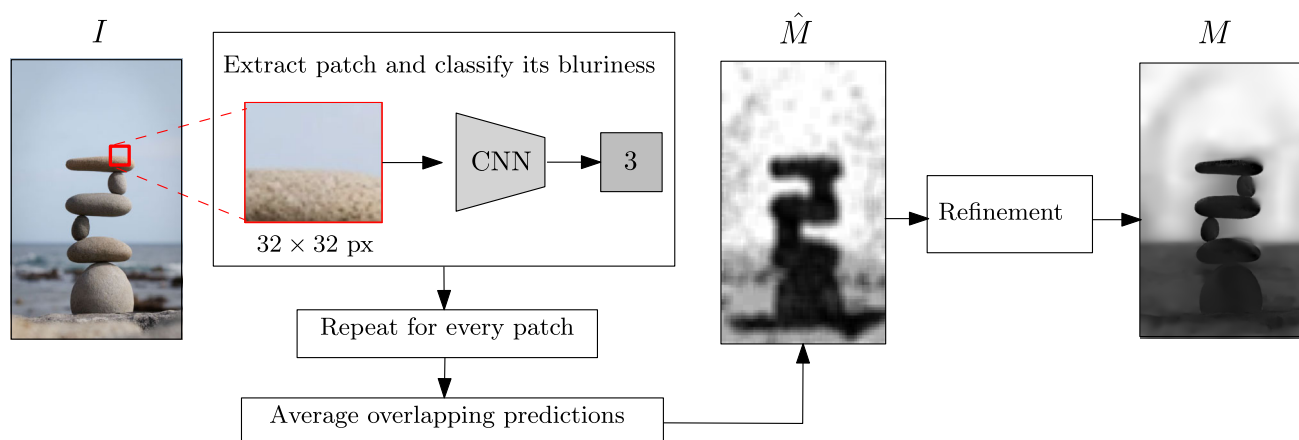 I
Extract patch and classify its bluriness
CNN
3
32 × 32 px
Repeat for every patch
Average overlapping predictions
M̂
Refinement
M